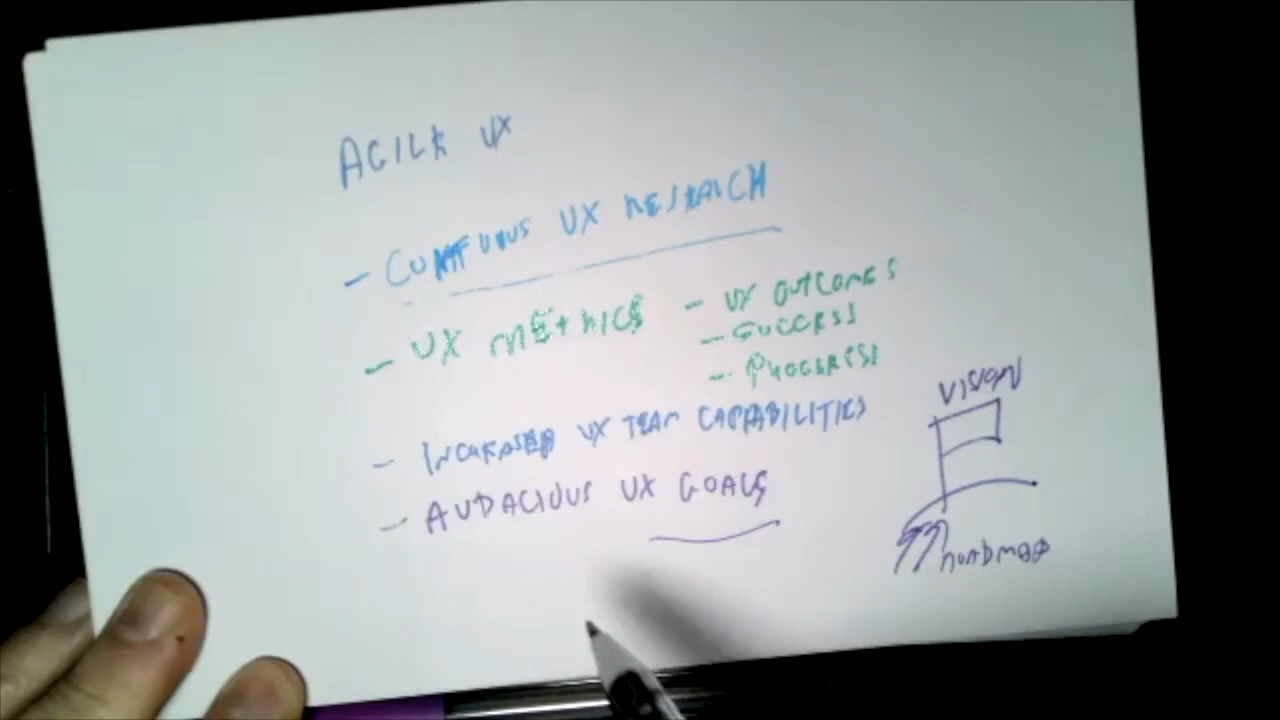 AGILE UX
- CONTINUOUS UX RESEARCH
- UX METRICS
- UX OUTCOMES
- SUCCESS
- PROGRESS
- INCREASED UX TEAM CAPABILITIES
- AUDACIOUS UX GOALS
VISION
ROADMAP